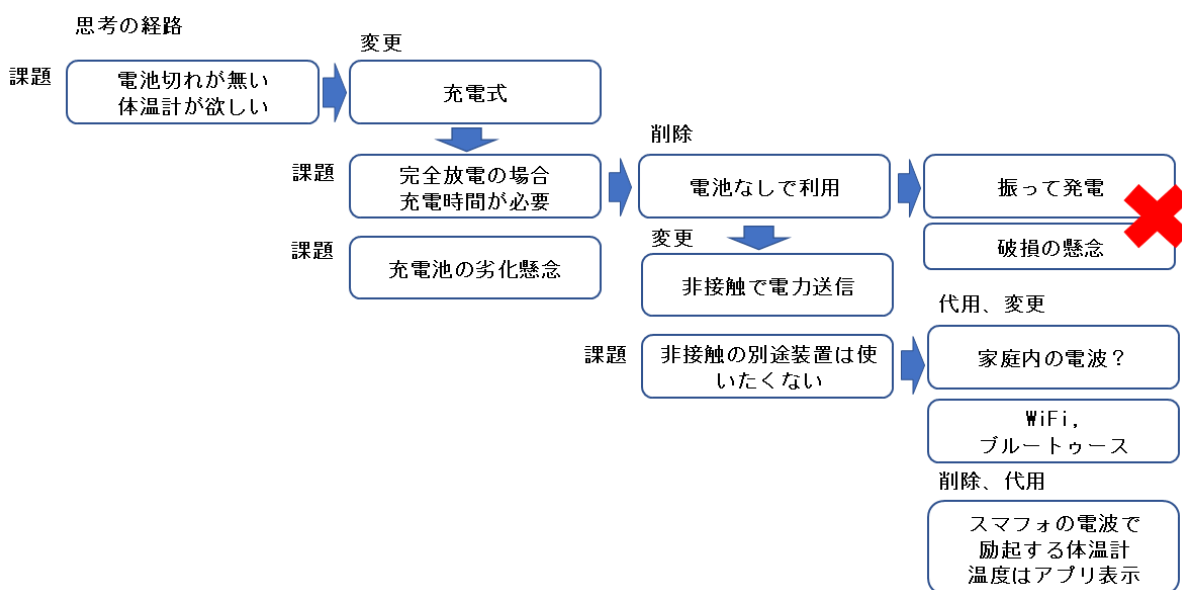 思考の経路
変更
課題
電池切れが無い
体温計が欲しい
充電式
削除
課題
完全放電の場合
充電時間が必要
電池なしで利用
振って発電
課題
充電池の劣化懸念
変更
非接触で電力送信
破損の懸念
代用、変更
課題
非接触の別途装置は使
いたくない
家庭内の電波？
WiFi,
ブルートゥース
削除、代用
スマフォの電波で
励起する体温計
温度はアプリ表示